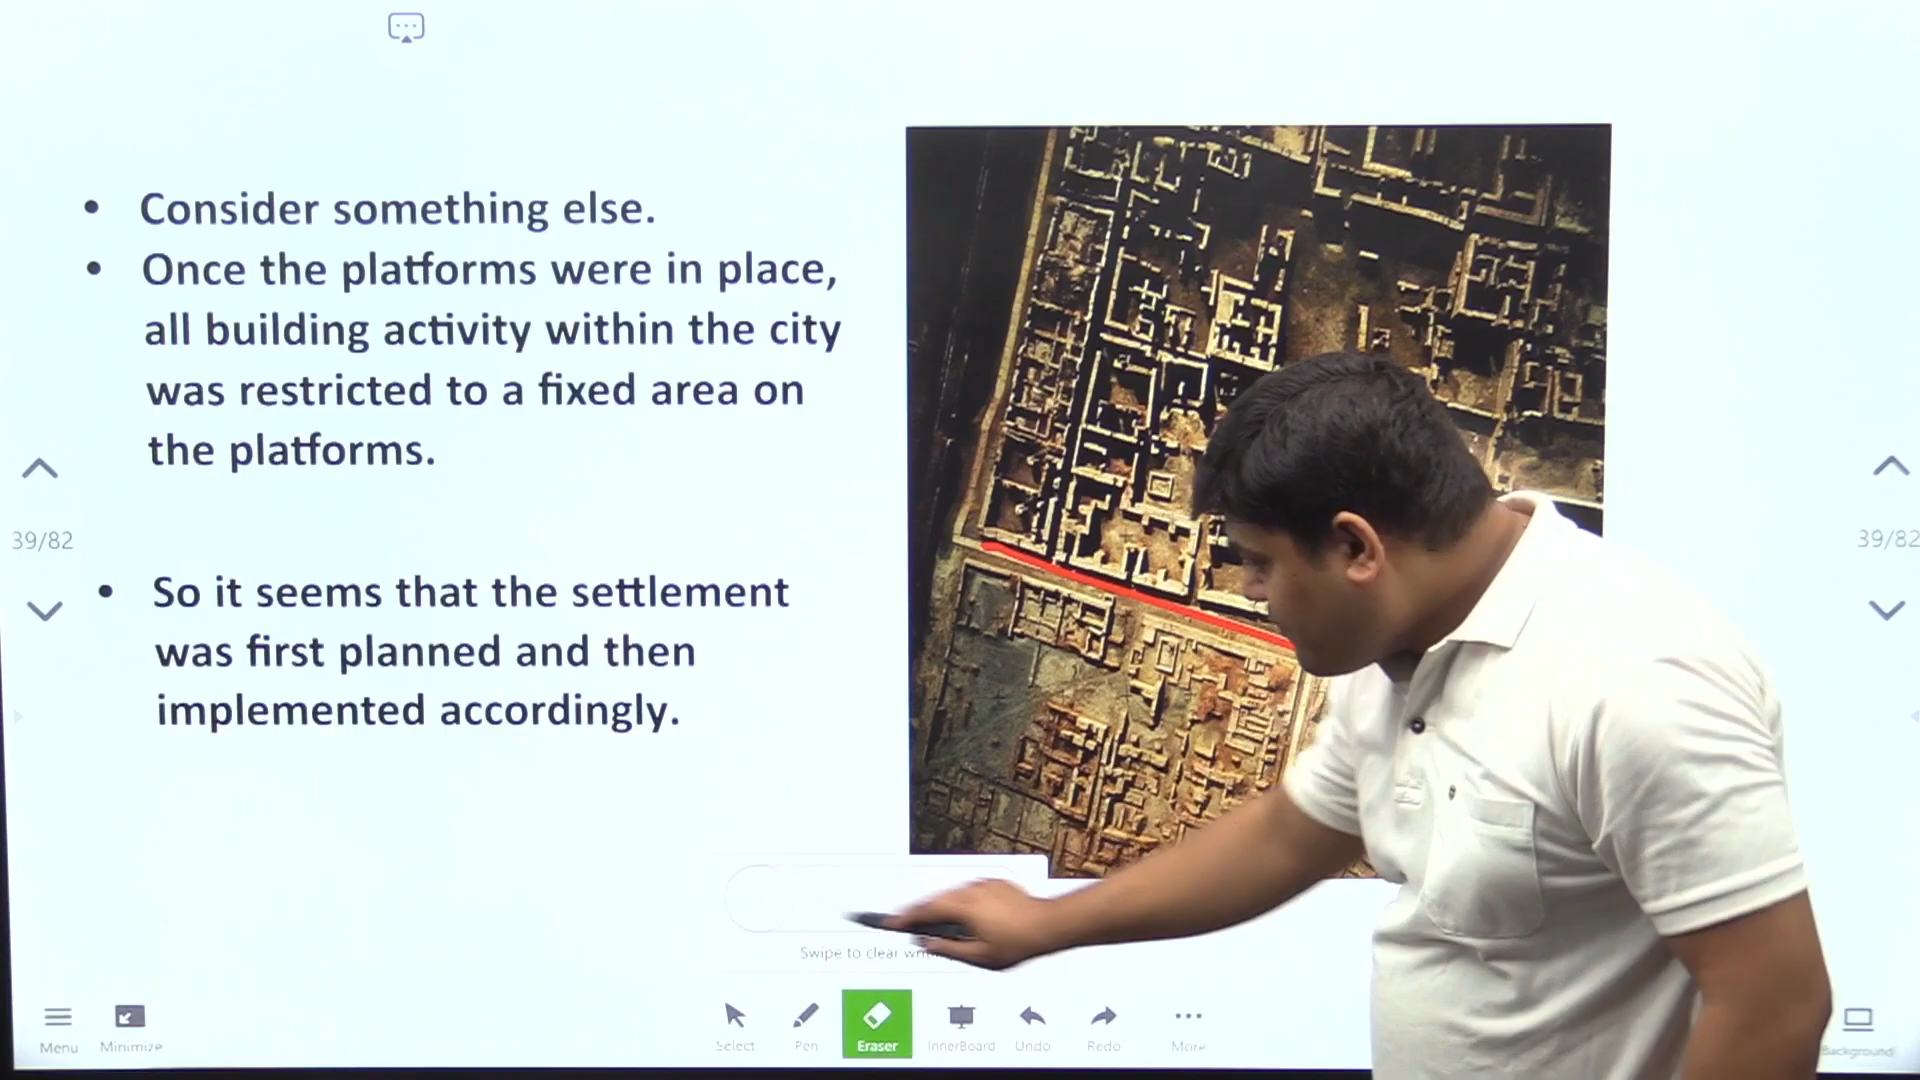 • Consider something else.
• Once the platforms were in place,
all building activity within the city
was restricted to a fixed area on
the platforms.
39/82
39/82
• So it seems that the settlement
was first planned and then
implemented accordingly.
Swipe to clear
Menu
Minimize
Select
Pen
Eraser
InnerBoard
Undo
Redo
More
Background